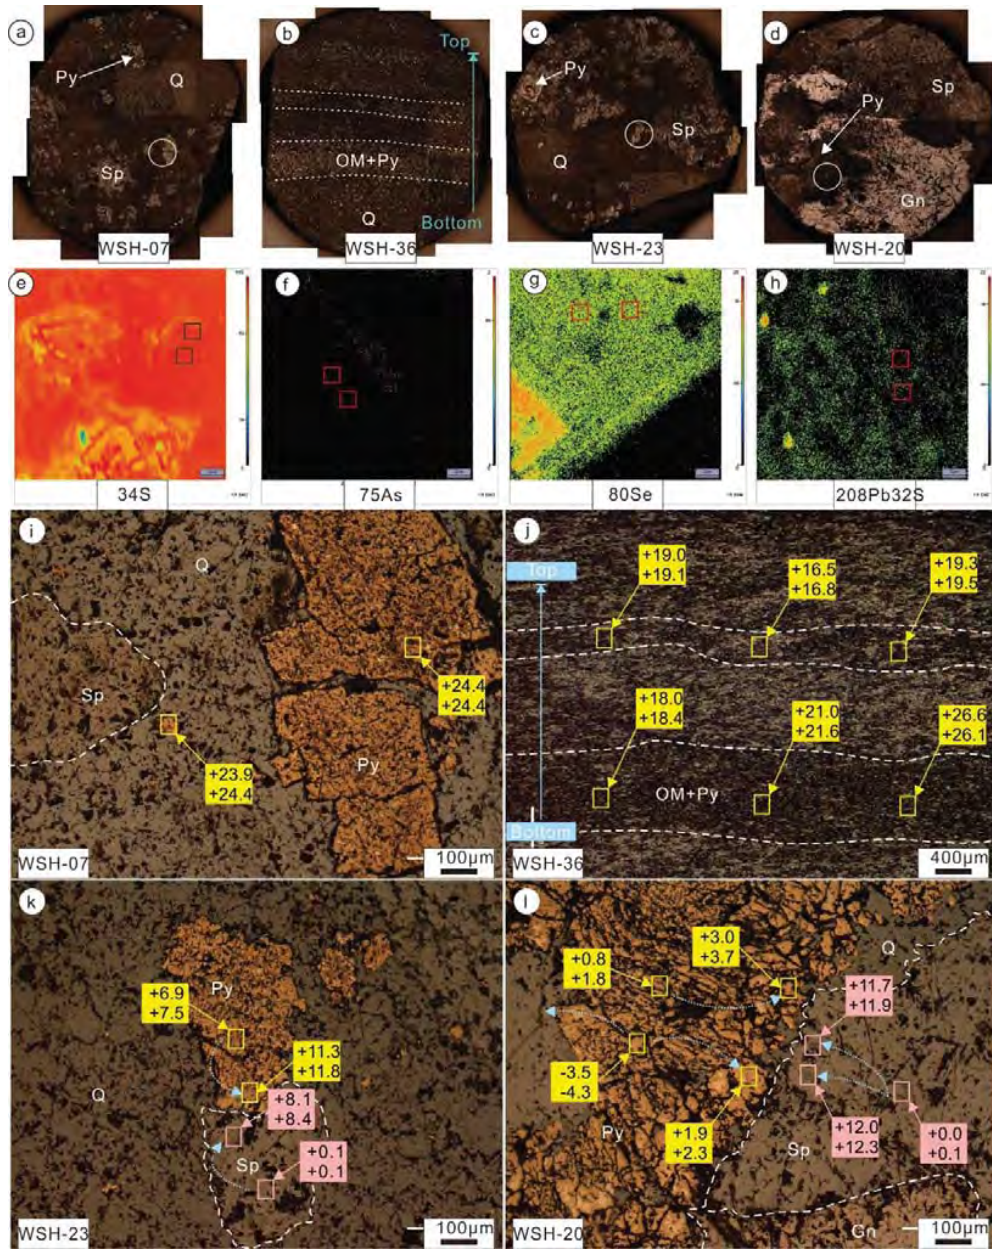 a
Py
Q
Sp
WSH-07
b
Top
OM+Py
Bottom
Q
WSH-36
c
Py
Sp
Q
WSH-23
d
Sp
Py
Gn
WSH-20
e
34S
f
75As
g
80Se
h
208Pb32S
i
Q
Sp
+24.4
+24.4
+23.9
+24.4
Py
WSH-07
100μm
j
Top
+19.0
+19.1
+16.5
+16.8
+19.3
+19.5
+18.0
+18.4
+21.0
+21.6
+26.6
+26.1
OM+Py
Bottom
WSH-36
400μm
k
Py
+6.9
+7.5
+11.3
+11.8
+8.1
+8.4
Q
Sp
+0.1
+0.1
WSH-23
100μm
l
Q
+3.0
+3.7
+0.8
+1.8
+11.7
+11.9
-3.5
-4.3
Py
+1.9
+2.3
Sp
+12.0
+12.3
+0.0
+0.1
Gn
WSH-20
100μm